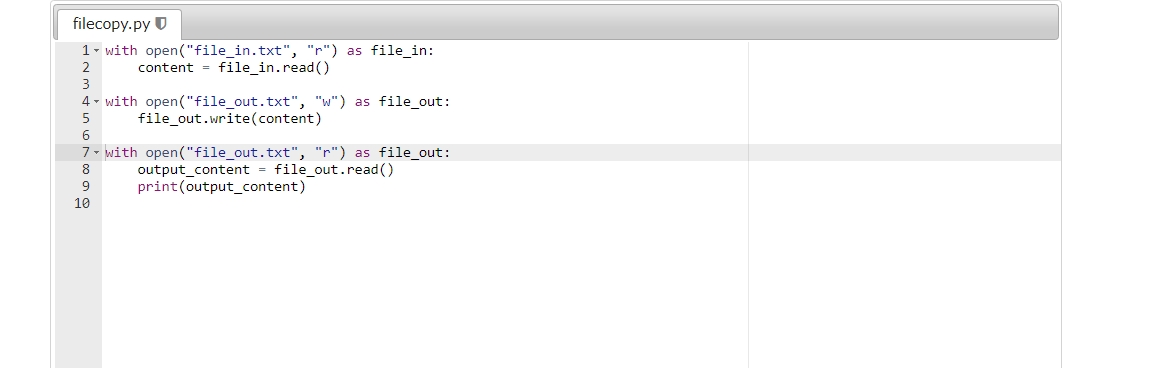 filecopy.py
1 with open("file_in.txt", "r") as file_in:
2     content = file_in.read()
3
4 with open("file_out.txt", "w") as file_out:
5     file_out.write(content)
6
7 with open("file_out.txt", "r") as file_out:
8     output_content = file_out.read()
9     print(output_content)
10